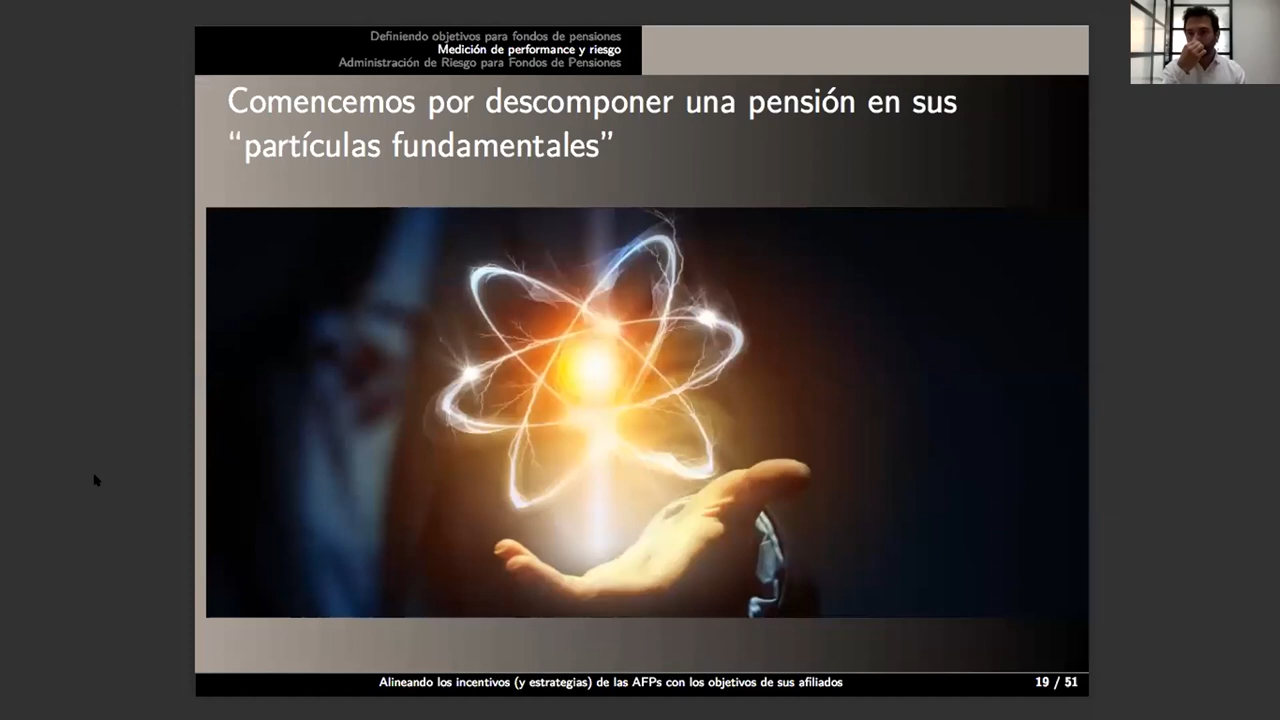 Definiendo objetivos para fondos de pensiones
Medición de performance y riesgo
Administración de Riesgo para Fondos de Pensiones
Comencemos por descomponer una pensión en sus
“partículas fundamentales”
Alineando los incentivos (y estrategias) de las AFPs con los objetivos de sus afiliados
19 / 51